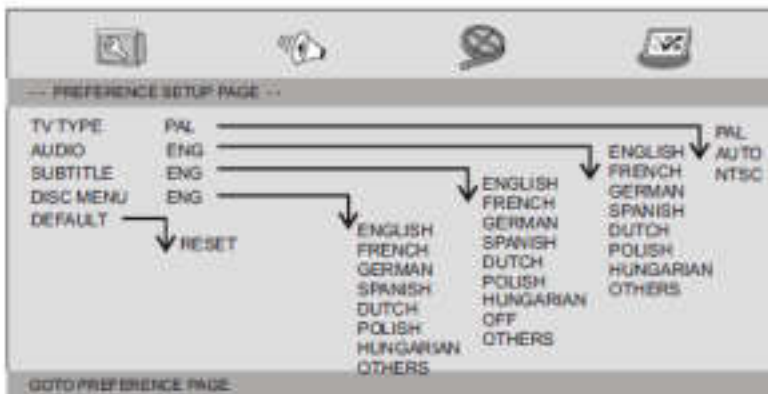 -- PREFERENCE SETUP PAGE --
TV TYPE PAL
AUDIO ENG
SUBTITLE ENG
DISC MENU ENG
DEFAULT
RESET
ENGLISH
FRENCH
GERMAN
SPANISH
DUTCH
POLISH
HUNGARIAN
OTHERS
ENGLISH
FRENCH
GERMAN
SPANISH
DUTCH
POLISH
HUNGARIAN
OFF
OTHERS
ENGLISH
FRENCH
GERMAN
SPANISH
DUTCH
POLISH
HUNGARIAN
OTHERS
PAL
AUTO
NTSC
GOTO PREFERENCE PAGE